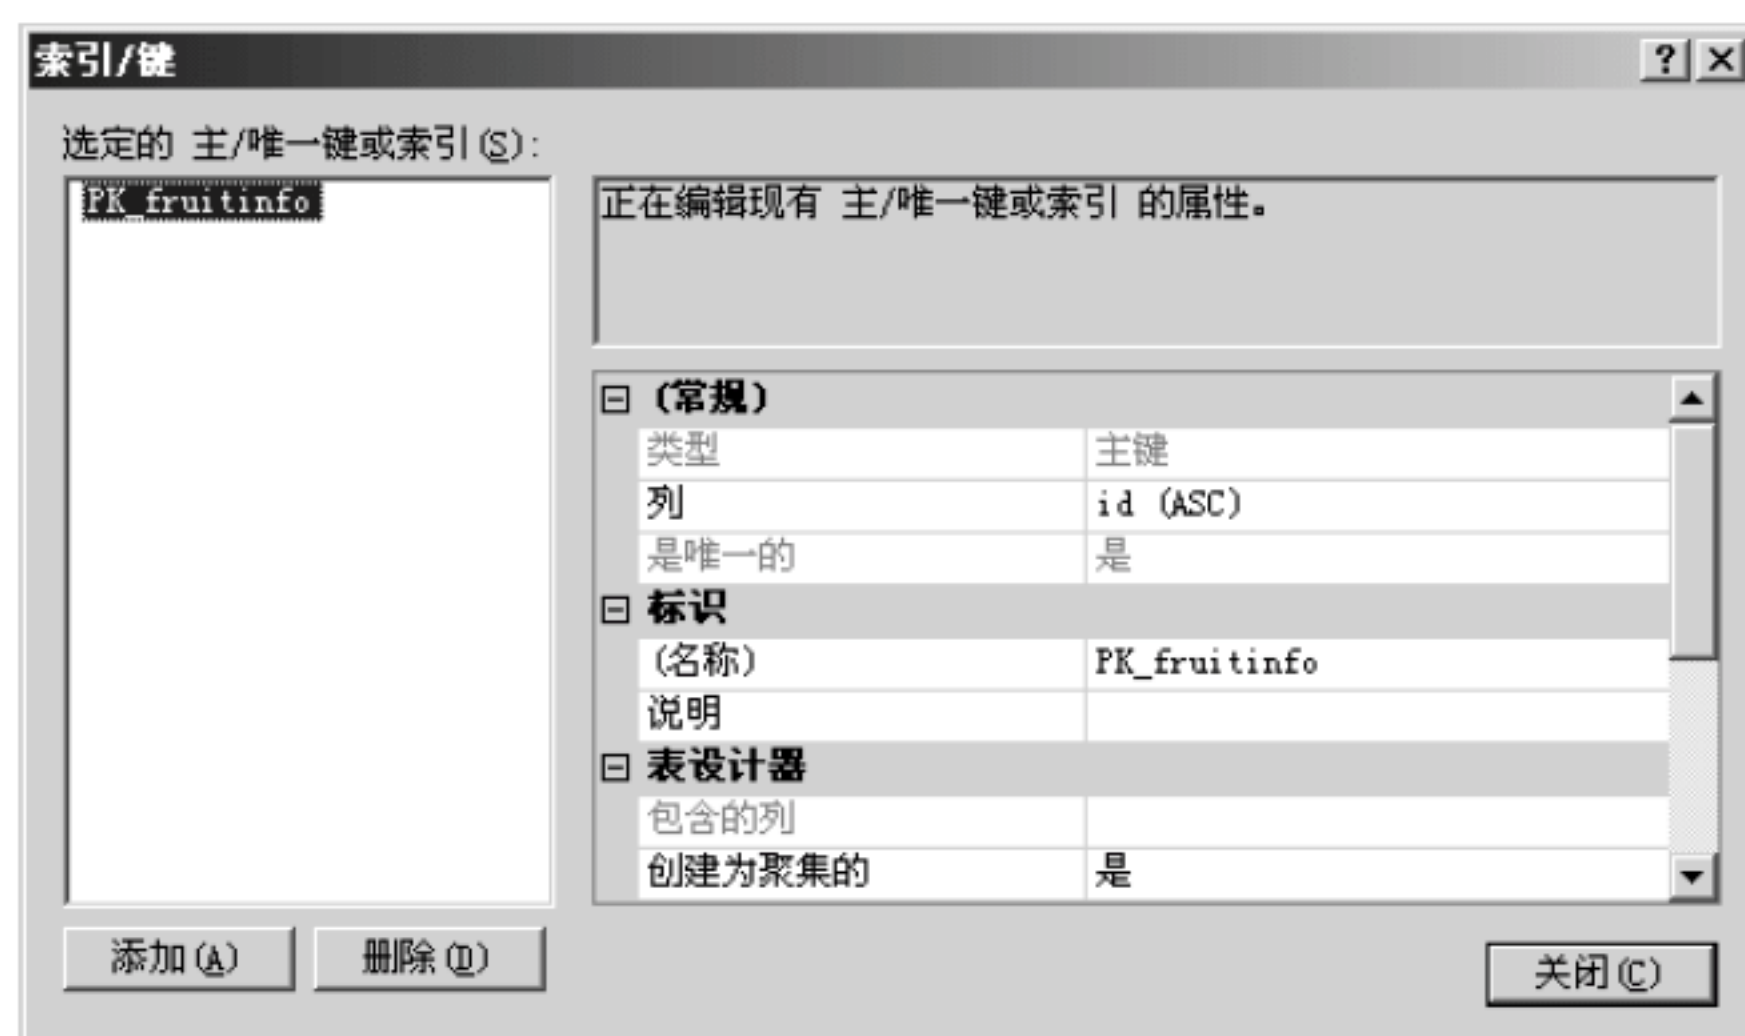 索引/键
选定的 主/唯一键或索引(S):
PK_fruitinfo
正在编辑现有 主/唯一键或索引 的属性。
(常规)
类型 主键
列 id (ASC)
是唯一的 是
标识
(名称) PK_fruitinfo
说明
表设计器
包含的列
创建为聚集的 是
添加(A) 删除(D)
关闭(C)